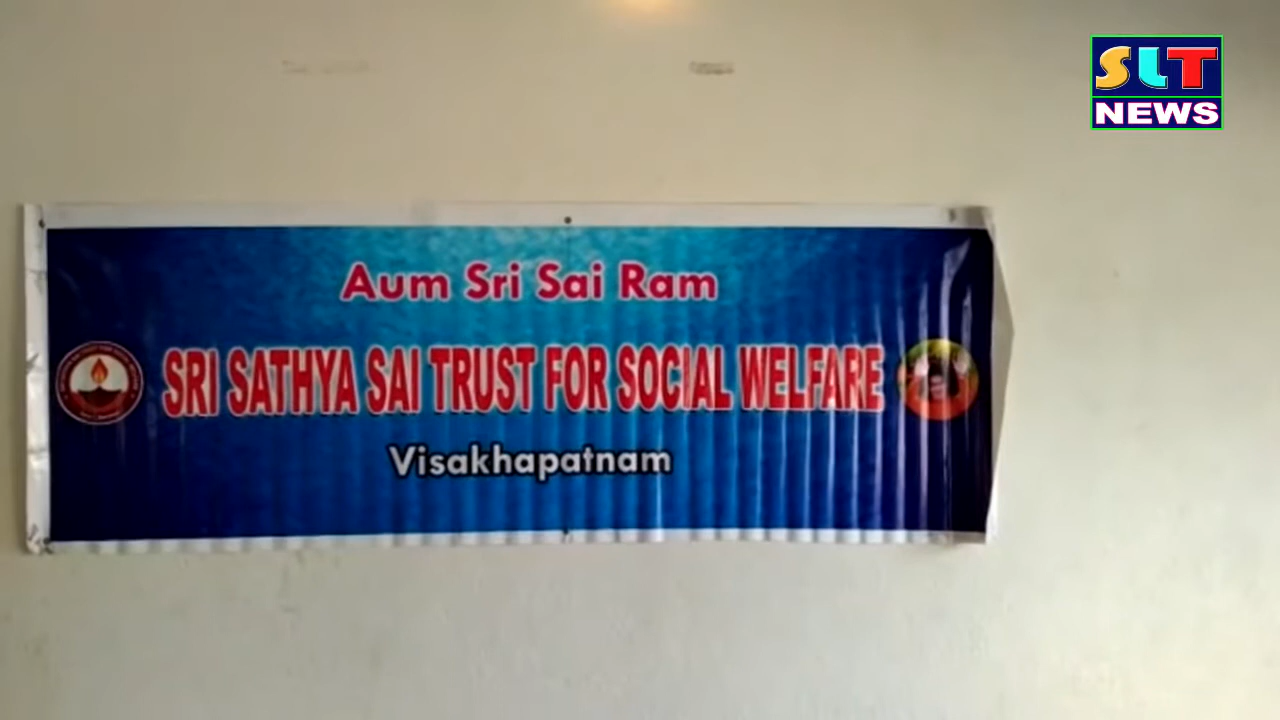 SLT
NEWS
Aum Sri Sai Ram
SRI SATHYA SAI TRUST FOR SOCIAL WELFARE
Visakhapatnam